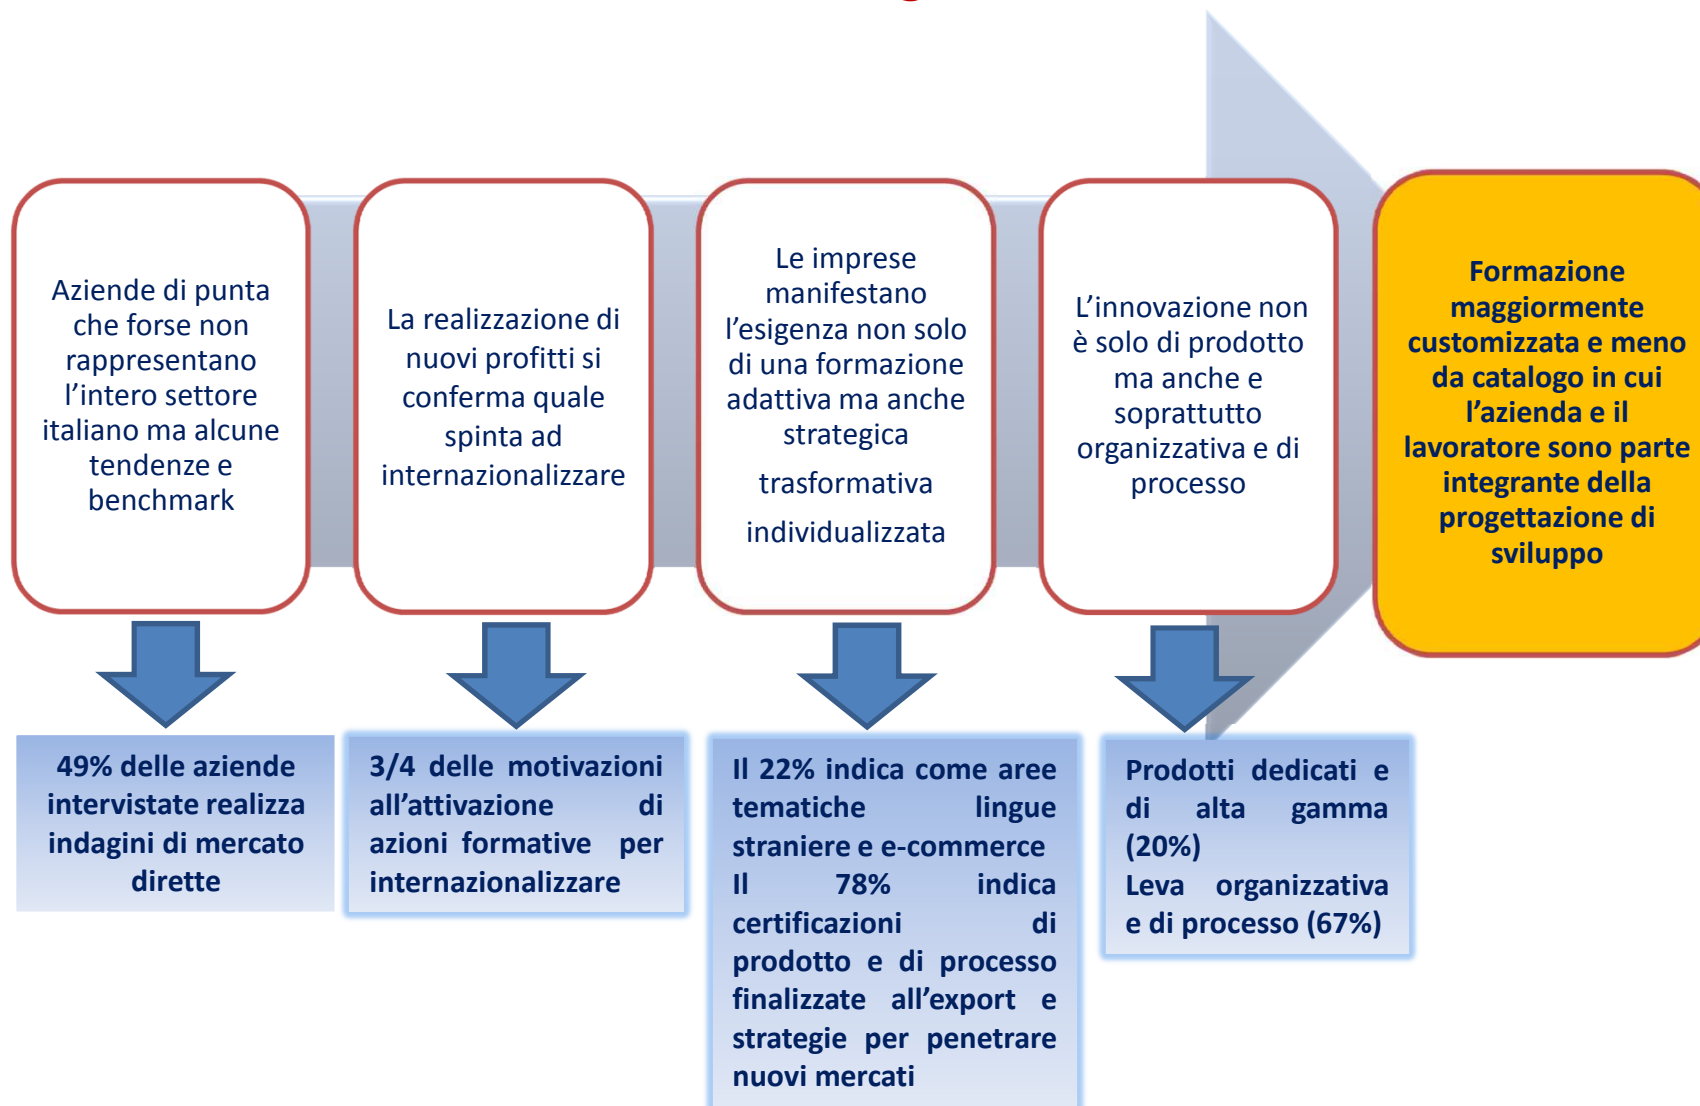 Aziende di punta
che forse non
rappresentano
l'intero settore
italiano ma alcune
tendenze e
benchmark
La realizzazione di
nuovi profitti si
conferma quale
spinta ad
internazionalizzare
Le imprese
manifestano
l'esigenza non solo
di una formazione
adattiva ma anche
strategica
trasformativa
individualizzata
L'innovazione non
è solo di prodotto
ma anche e
soprattutto
organizzativa e di
processo
Formazione
maggiormente
customizzata e meno
da catalogo in cui
l'azienda e il
lavoratore sono parte
integrante della
progettazione di
sviluppo
49% delle aziende
intervistate realizza
indagini di mercato
dirette
3/4 delle motivazioni
all'attivazione di
azioni formative per
internazionalizzare
Il 22% indica come aree
tematiche lingue
straniere e e-commerce
Il 78% indica
certificazioni di
prodotto e di processo
finalizzate all'export e
strategie per penetrare
nuovi mercati
Prodotti dedicati e
di alta gamma
(20%)
Leva organizzativa
e di processo (67%)